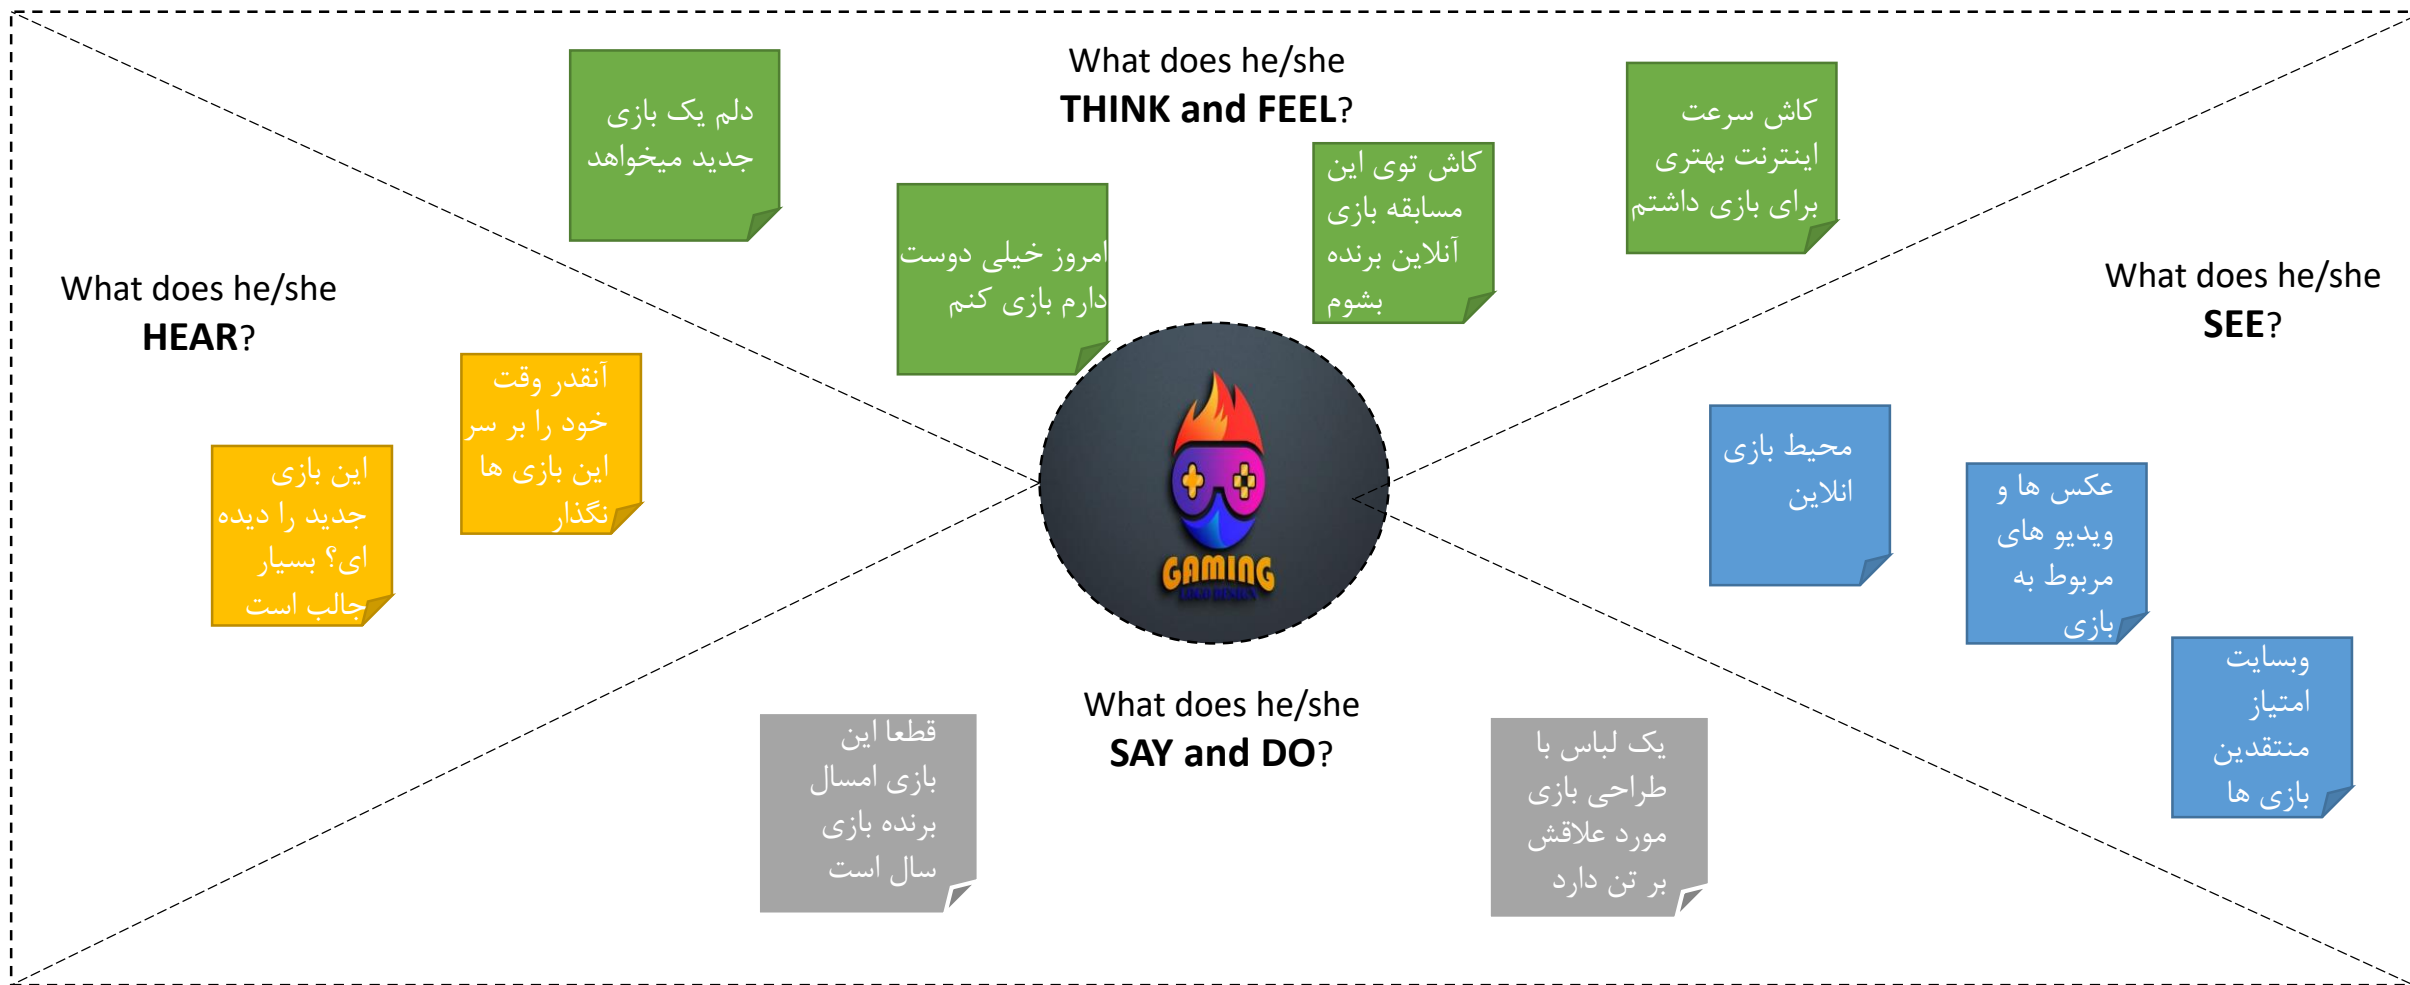 What does he/she
THINK and FEEL?
دلم یک بازی
جدید میخواهد
امروز خیلی دوست
دارم بازی کنم
کاش توی این
مسابقه بازی
آنلاین برنده
بشوم
کاش سرعت
اینترنت بهتری
برای بازی داشتم
What does he/she
HEAR?
آنقدر وقت
خود را بر سر
این بازی ها
نگذار
این بازی
جدید را دیده
ای؟ بسیار
جالب است
What does he/she
SEE?
محیط بازی
انلاین
عکس ها و
ویدیو های
مربوط به
بازی
وبسایت
امتیاز
منتقدین
بازی ها
GAMING
LOGO DESIGN
What does he/she
SAY and DO?
قطعا این
بازی امسال
برنده بازی
سال است
یک لباس با
طراحی بازی
مورد علاقش
بر تن دارد